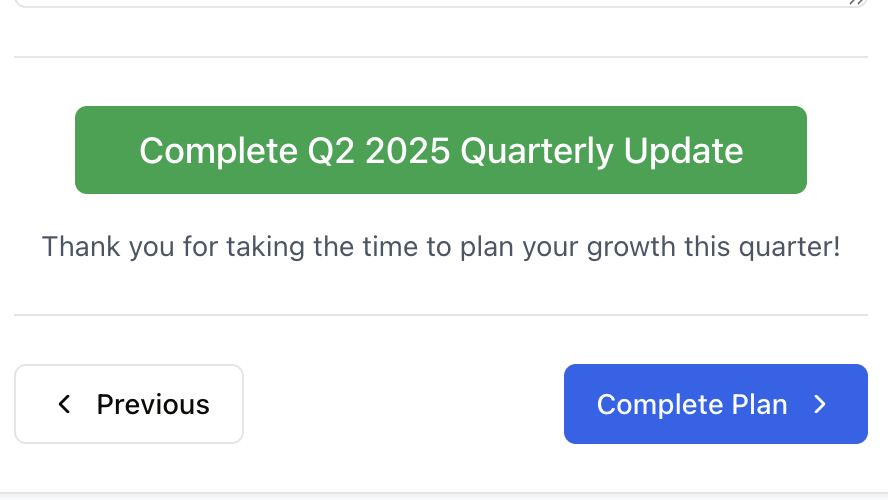 Complete Q2 2025 Quarterly Update
Thank you for taking the time to plan your growth this quarter!
Previous
Complete Plan